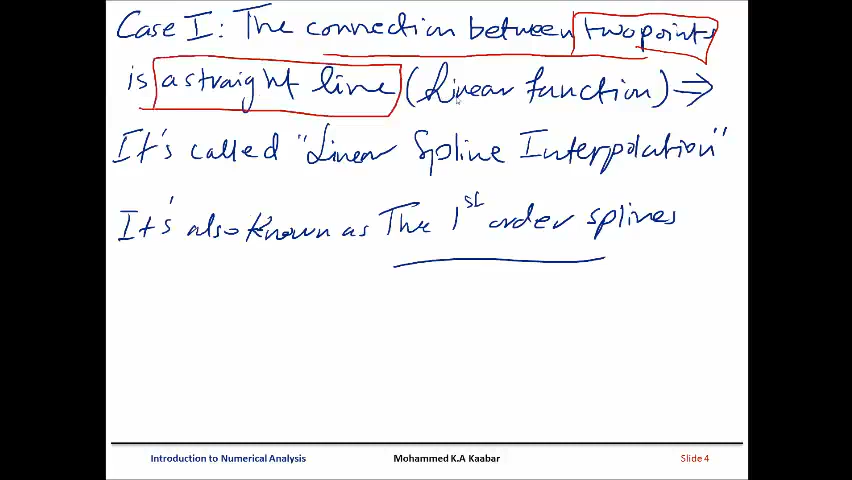 Case I: The connection between two points
is a straight line (Linear function) ⇒
It's called "Linear Spline Interpolation"
It's also known as The 1st order splines
Introduction to Numerical Analysis Mohammed K.A Kaabar Slide 4